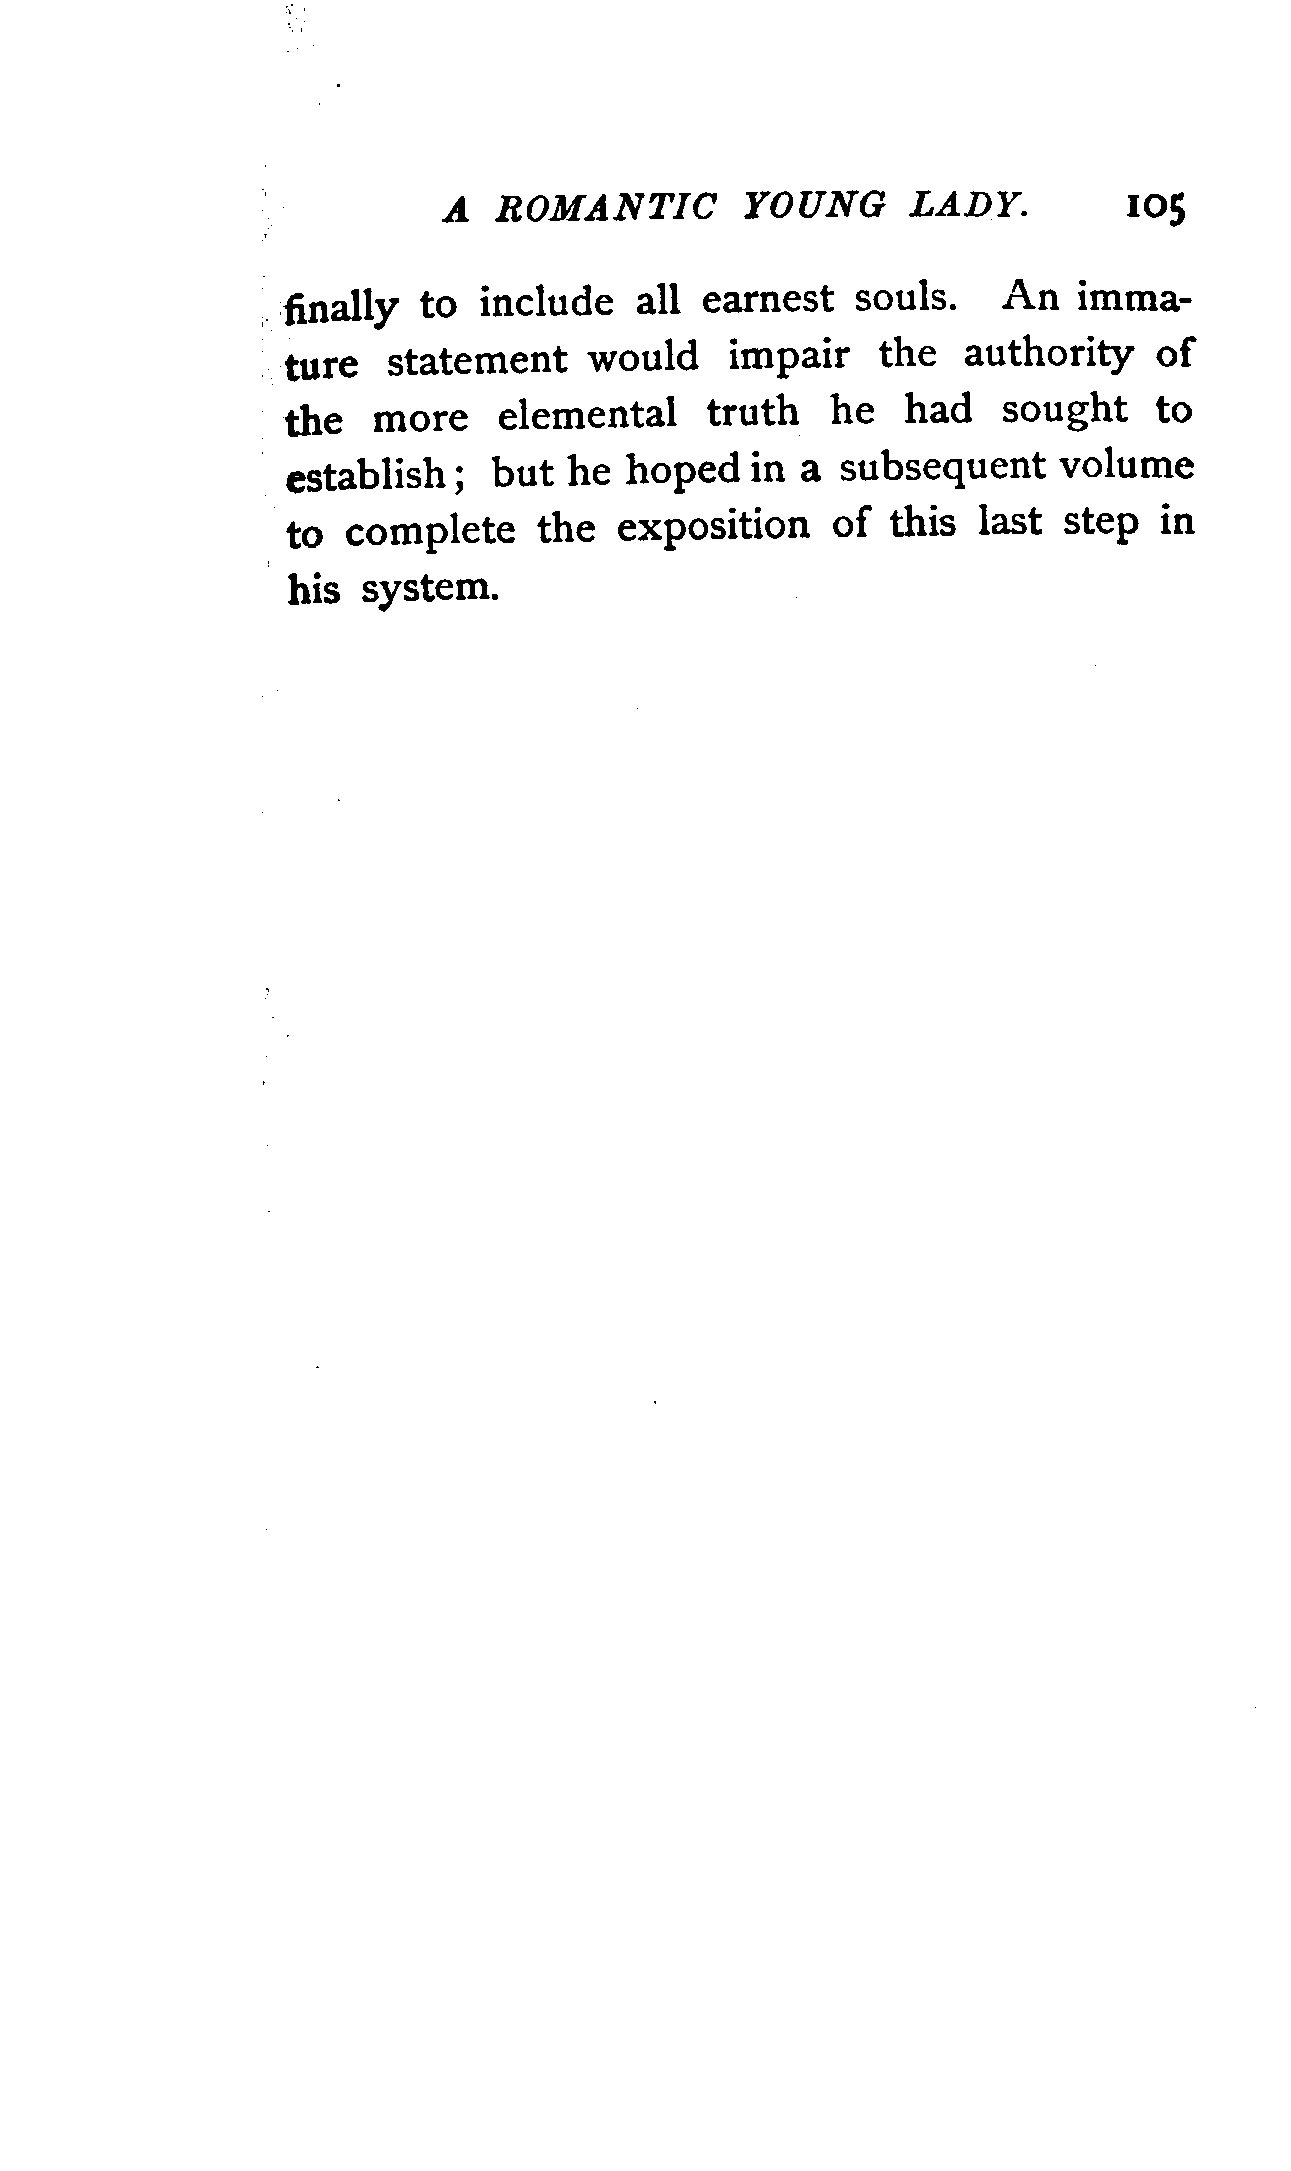 A ROMANTIC YOUNG LADY. 105
finally to include all earnest souls. An imma-
ture statement would impair the authority of
the more elemental truth he had sought to
establish; but he hoped in a subsequent volume
to complete the exposition of this last step in
his system.